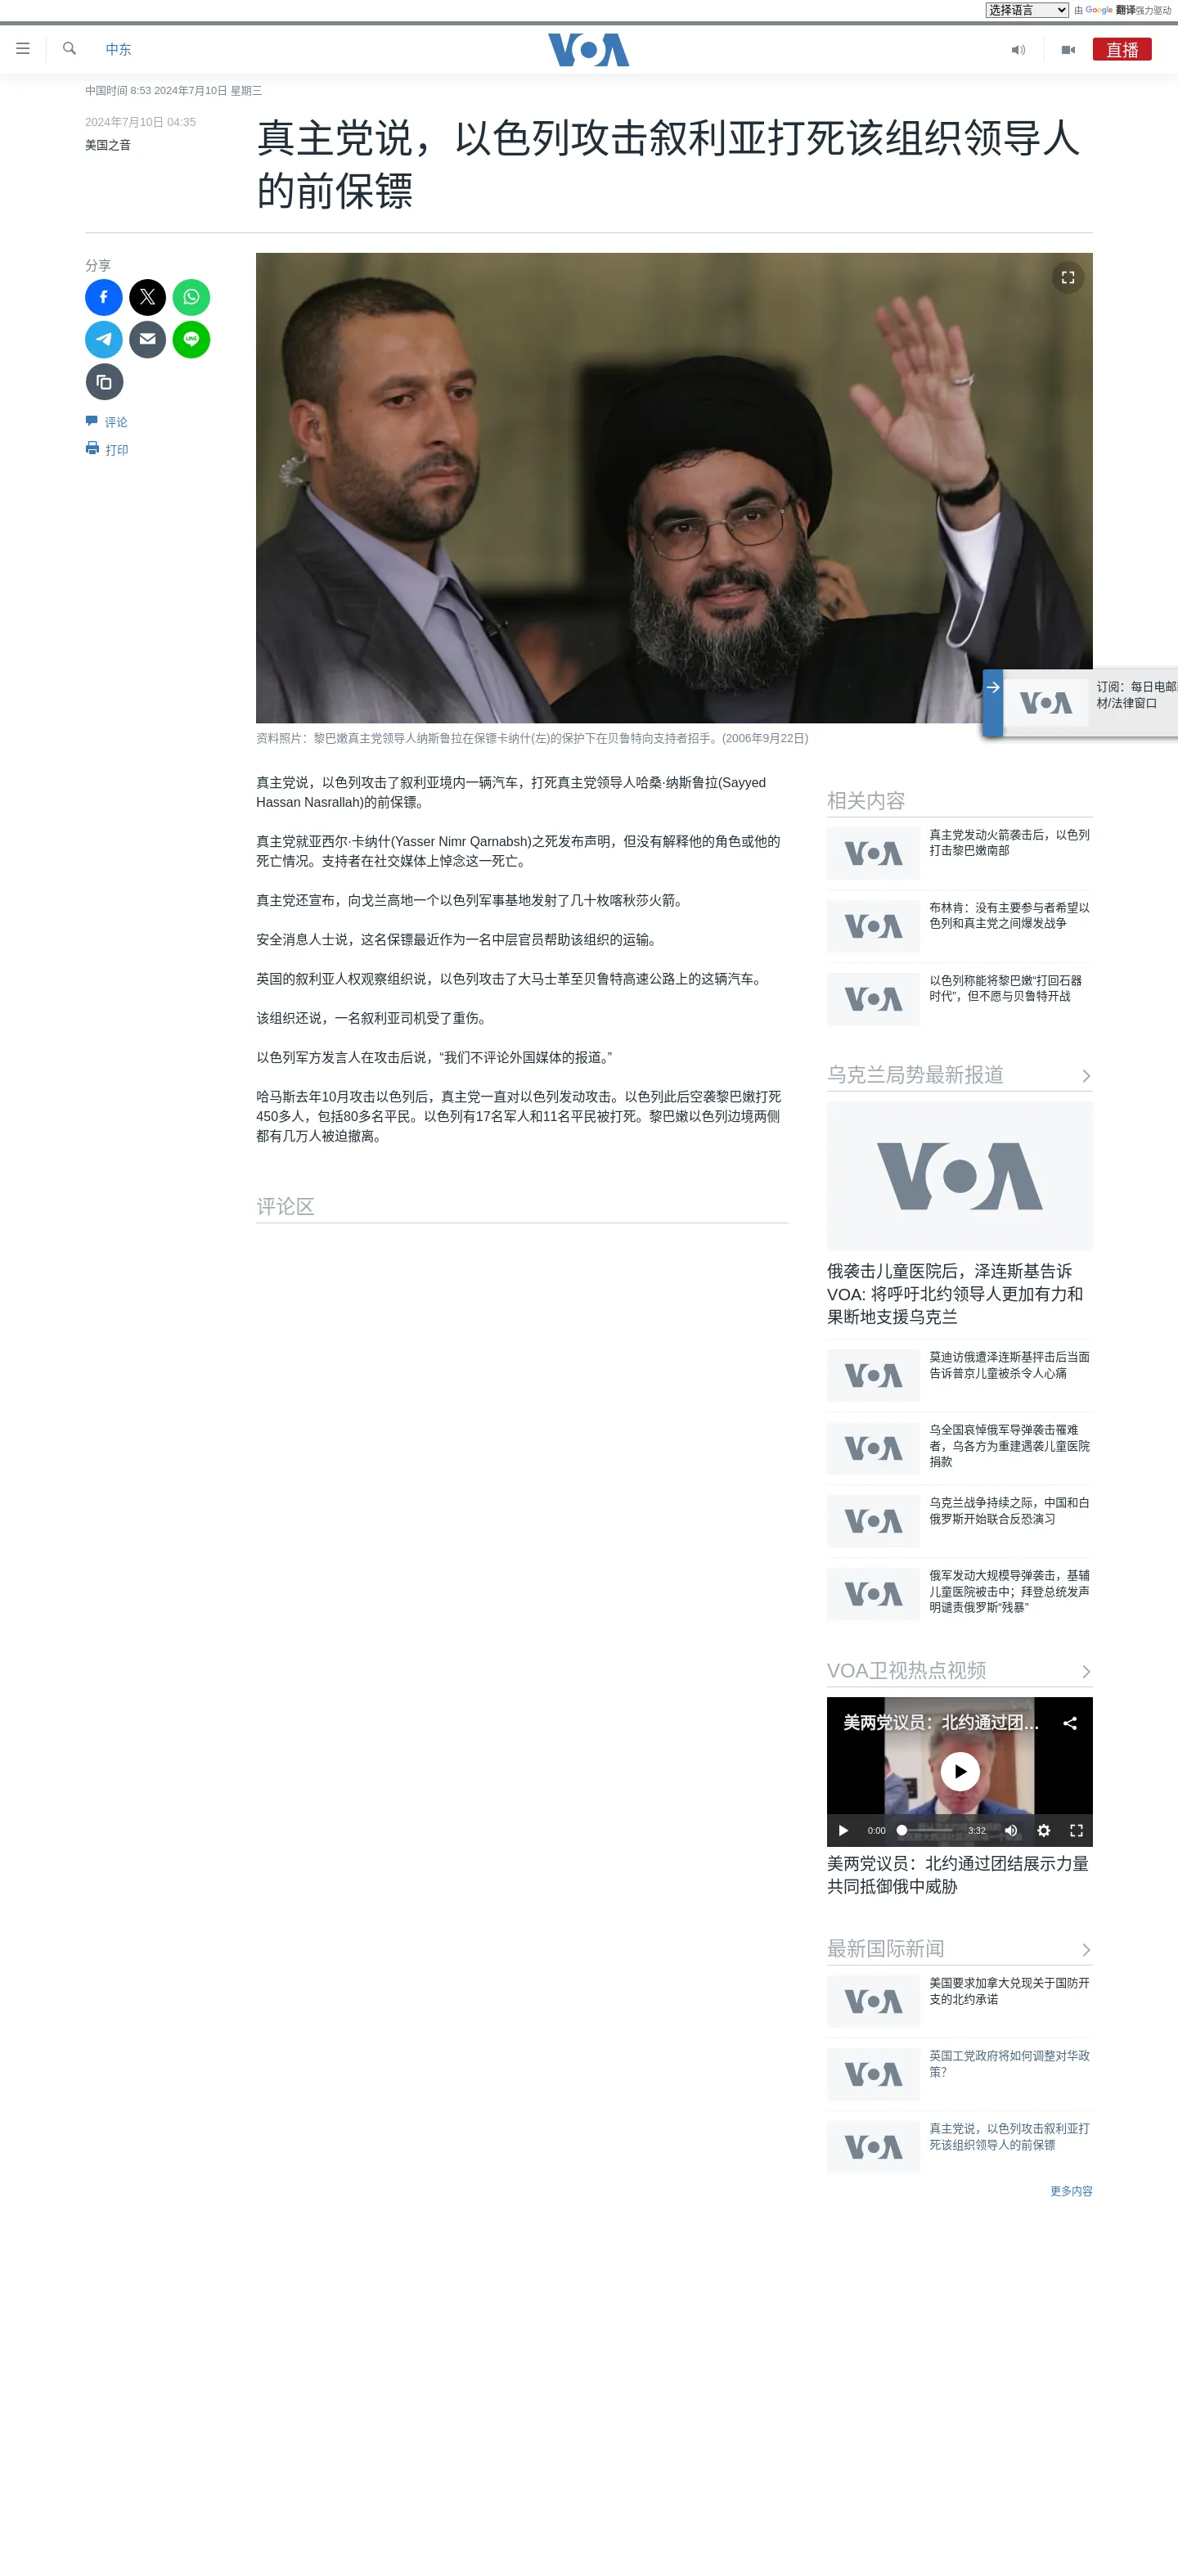 选择语言
由 Google 翻译强力驱动
中东
VOA
直播
中国时间 8:53 2024年7月10日 星期三
2024年7月10日 04:35
美国之音
真主党说，以色列攻击叙利亚打死该组织领导人
的前保镖
分享
LINE
评论
打印
订阅：每日电邮
材/法律窗口
VOA
资料照片：黎巴嫩真主党领导人纳斯鲁拉在保镖卡纳什(左)的保护下在贝鲁特向支持者招手。(2006年9月22日)
真主党说，以色列攻击了叙利亚境内一辆汽车，打死真主党领导人哈桑·纳斯鲁拉(Sayyed
Hassan Nasrallah)的前保镖。
真主党就亚西尔·卡纳什(Yasser Nimr Qarnabsh)之死发布声明，但没有解释他的角色或他的
死亡情况。支持者在社交媒体上悼念这一死亡。
真主党还宣布，向戈兰高地一个以色列军事基地发射了几十枚喀秋莎火箭。
安全消息人士说，这名保镖最近作为一名中层官员帮助该组织的运输。
英国的叙利亚人权观察组织说，以色列攻击了大马士革至贝鲁特高速公路上的这辆汽车。
该组织还说，一名叙利亚司机受了重伤。
以色列军方发言人在攻击后说，“我们不评论外国媒体的报道。”
哈马斯去年10月攻击以色列后，真主党一直对以色列发动攻击。以色列此后空袭黎巴嫩打死
450多人，包括80多名平民。以色列有17名军人和11名平民被打死。黎巴嫩以色列边境两侧
都有几万人被迫撤离。
评论区
相关内容
VOA
真主党发动火箭袭击后，以色列
打击黎巴嫩南部
VOA
布林肯：没有主要参与者希望以
色列和真主党之间爆发战争
VOA
以色列称能将黎巴嫩“打回石器
时代”，但不愿与贝鲁特开战
乌克兰局势最新报道
VOA
俄袭击儿童医院后，泽连斯基告诉
VOA: 将呼吁北约领导人更加有力和
果断地支援乌克兰
VOA
莫迪访俄遭泽连斯基抨击后当面
告诉普京儿童被杀令人心痛
VOA
乌全国哀悼俄军导弹袭击罹难
者，乌各方为重建遇袭儿童医院
捐款
VOA
乌克兰战争持续之际，中国和白
俄罗斯开始联合反恐演习
VOA
俄军发动大规模导弹袭击，基辅
儿童医院被击中；拜登总统发声
明谴责俄罗斯“残暴”
VOA卫视热点视频
美两党议员：北约通过团...
0:00
3:32
美两党议员：北约通过团结展示力量
共同抵御俄中威胁
最新国际新闻
VOA
美国要求加拿大兑现关于国防开
支的北约承诺
VOA
英国工党政府将如何调整对华政
策？
VOA
真主党说，以色列攻击叙利亚打
死该组织领导人的前保镖
更多内容